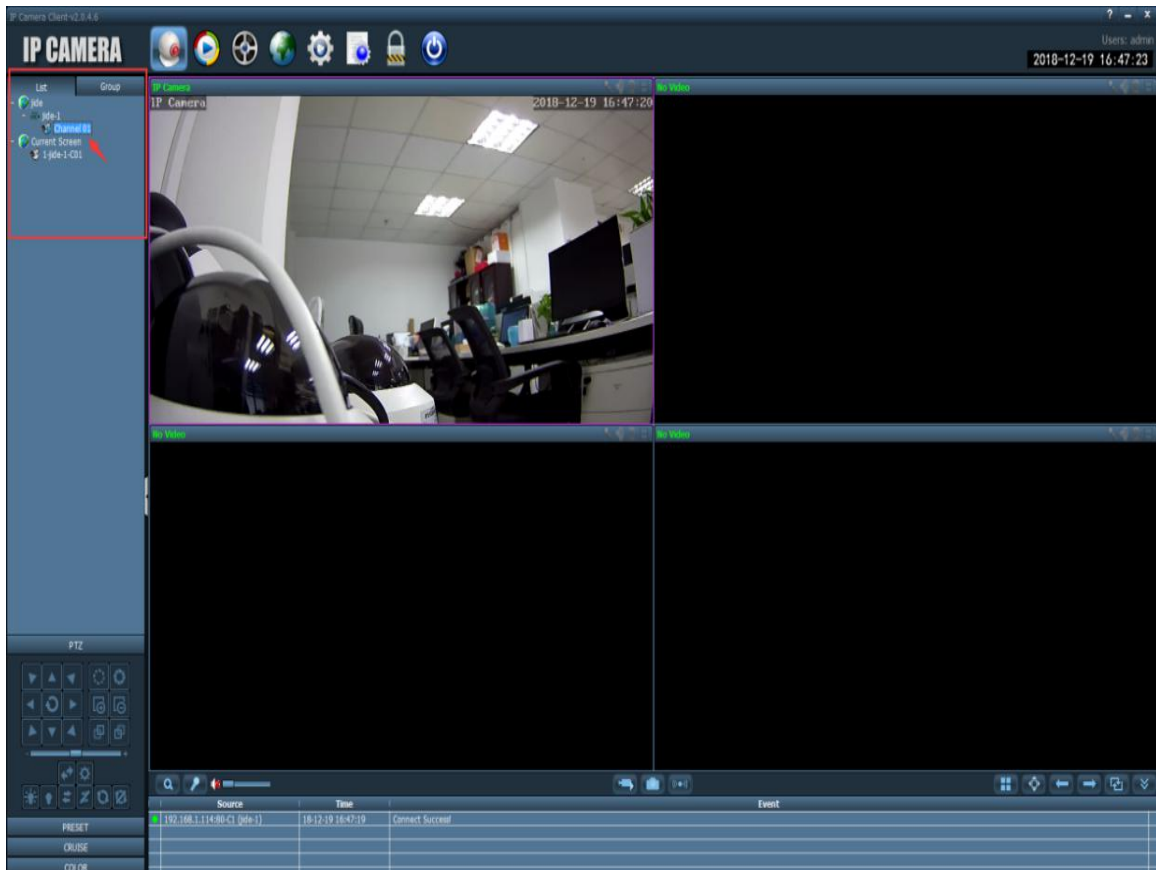 IP Camera Client-v2.0.4.6
? – x
IP CAMERA
Users: admin
2018-12-19 16:47:23
List Group
jide
jide-1
Channel 01
Current Screen
1-jide-1-C01
IP Camera
IP Camera 2018-12-19 16:47:20
No Video
No Video
No Video
PTZ
PRESET
CRUISE
COLOR
Source Time Event
192.168.1.114:80-C1 (jide-1) 18-12-19 16:47:19 Connect Success!